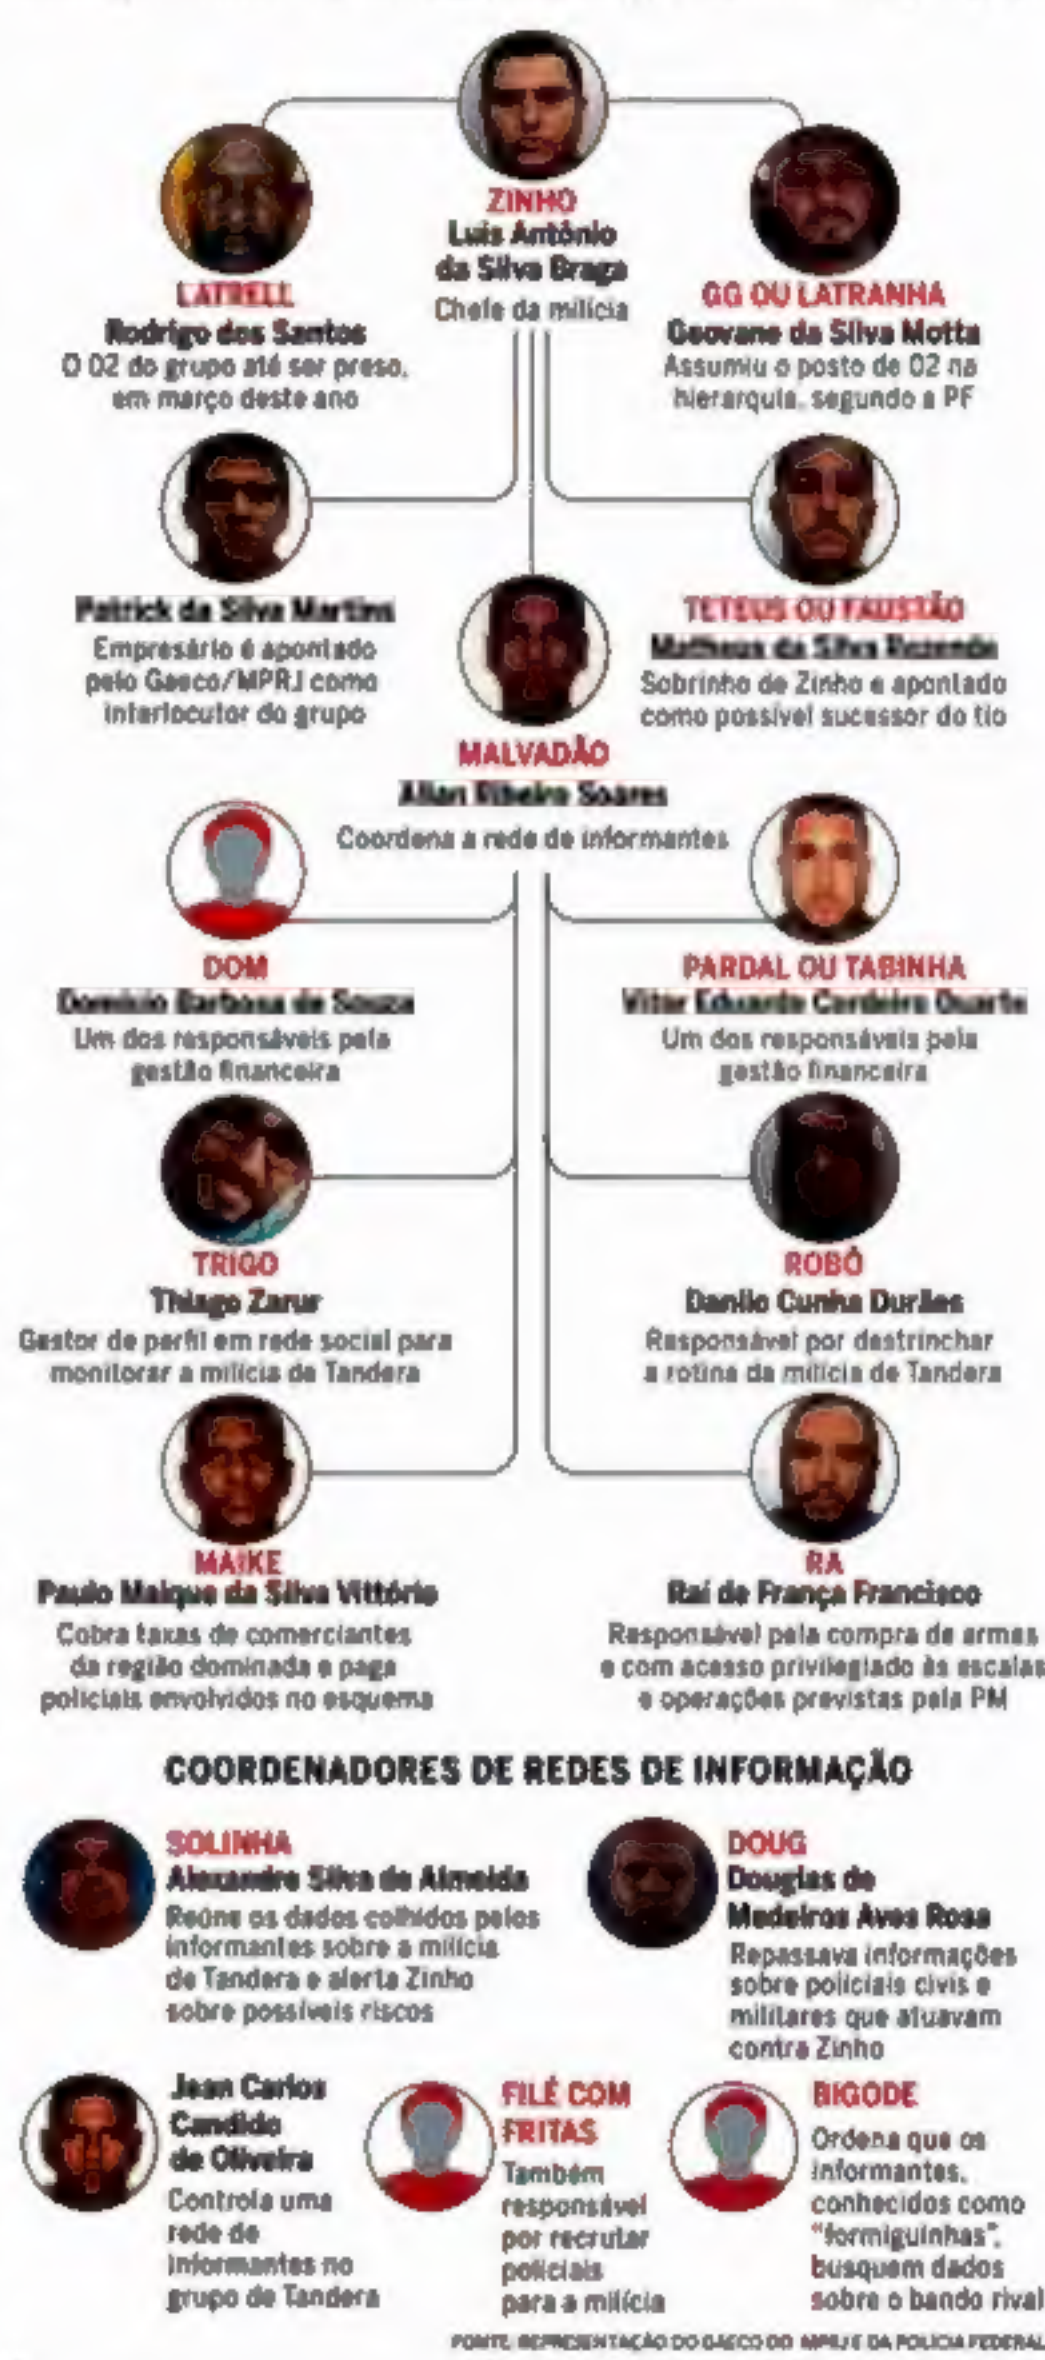 ZINHO
Luis Antônio
da Silva Braga
Chefe da milícia
LATRELL
Rodrigo dos Santos
O 02 do grupo até ser preso,
em março deste ano
GG OU LATRANHA
Geovane da Silva Motta
Assumiu o posto de 02 na
hierarquia, segundo a PF
Patrick da Silva Martins
Empresário é apontado
pelo Gaeco/MPRJ como
interlocutor do grupo
TETEUS OU FAUSTÃO
Matheus da Silva Rezende
Sobrinho de Zinho e apontado
como possível sucessor do tio
MALVADÃO
Allan Ribeiro Soares
Coordena a rede de informantes
DOM
Domício Barbosa de Souza
Um dos responsáveis pela
gestão financeira
PARDAL OU TABINHA
Vitor Eduardo Cordeiro Duarte
Um dos responsáveis pela
gestão financeira
TRIGO
Thiago Zarur
Gestor de perfil em rede social para
monitorar a milícia de Tandera
ROBÔ
Danilo Cunha Durães
Responsável por destrinchar
a rotina da milícia de Tandera
MAIKE
Paulo Maique da Silva Vittório
Cobra taxas de comerciantes
da região dominada e paga
policiais envolvidos no esquema
RA
Raí de França Francisco
Responsável pela compra de armas
e com acesso privilegiado às escalas
e operações previstas pela PM
COORDENADORES DE REDES DE INFORMAÇÃO
SOLINHA
Alexandre Silva de Almeida
Reúne os dados colhidos pelos
informantes sobre a milícia
de Tandera e alerta Zinho
sobre possíveis riscos
DOUG
Douglas de
Medeiros Aves Rosa
Repassava informações
sobre policiais civis e
militares que atuavam
contra Zinho
Jean Carlos
Candido
de Oliveira
Controla uma
rede de
informantes no
grupo de Tandera
FILÉ COM
FRITAS
Também
responsável
por recrutar
policiais
para a milícia
BIGODE
Ordena que os
informantes,
conhecidos como
"formiguinhas",
busquem dados
sobre o bando rival
FONTE: REPRESENTAÇÃO DO GAECO DO MPRJ E DA POLÍCIA FEDERAL